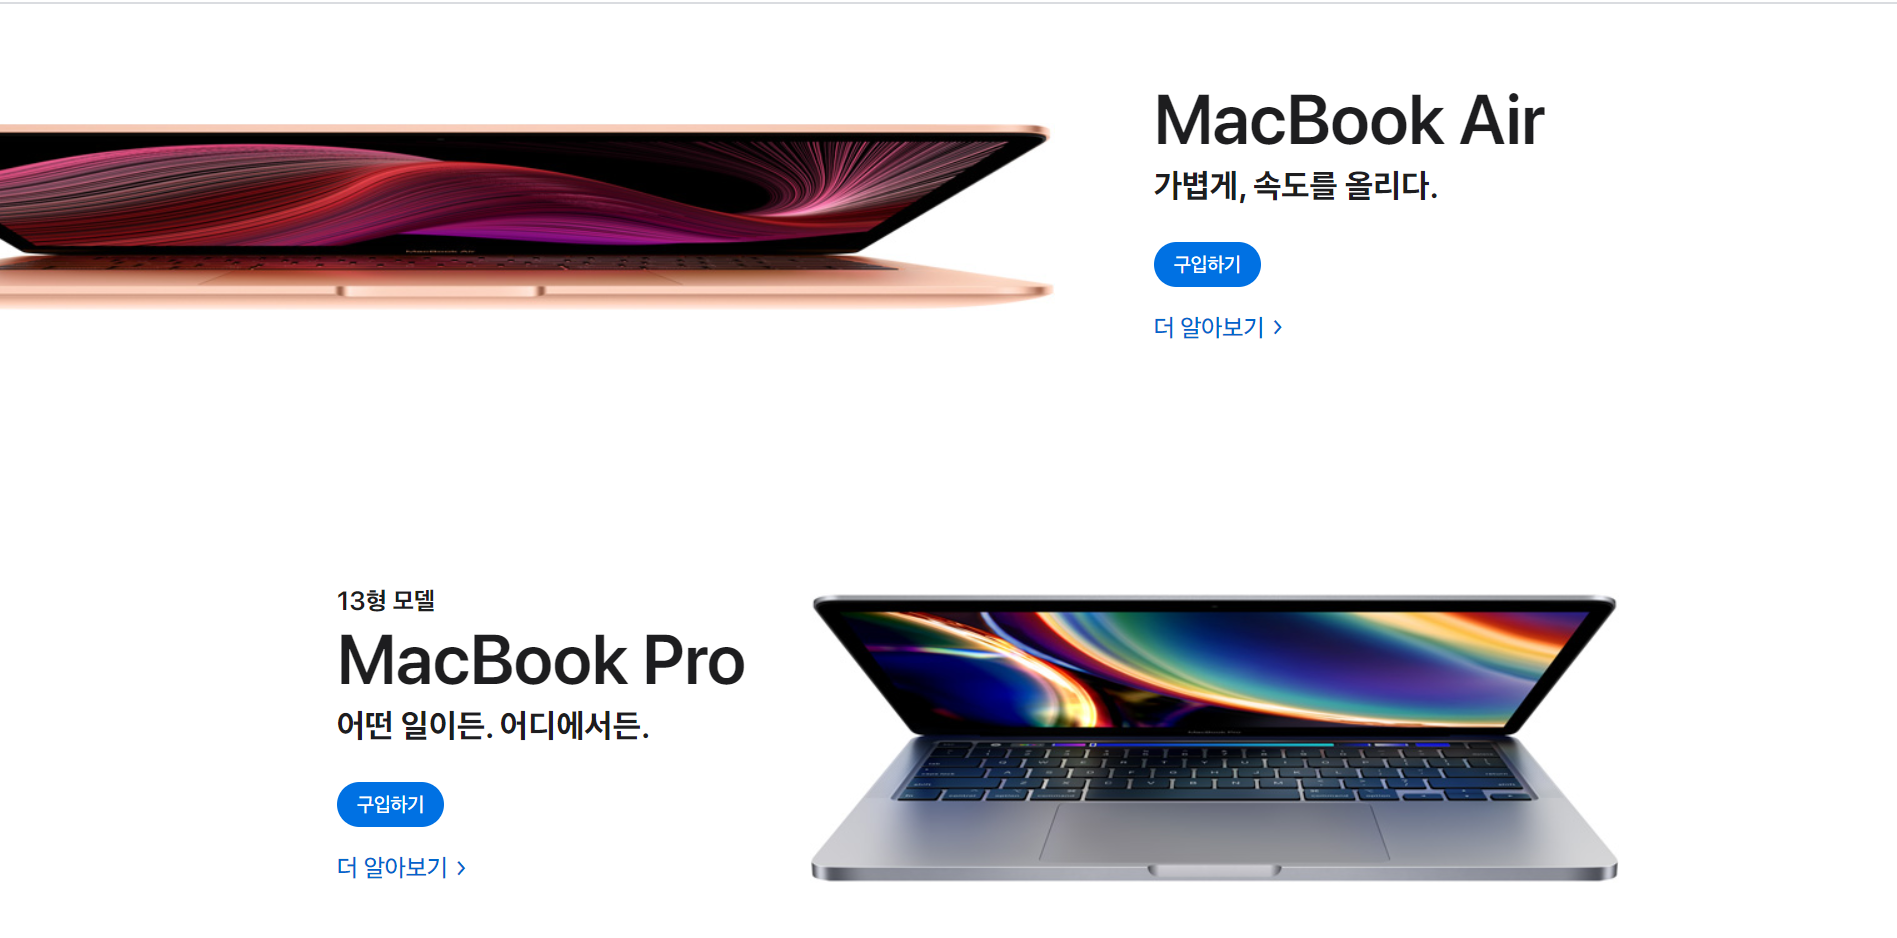 MacBook Air
가볍게, 속도를 올리다.
구입하기
더 알아보기 >
13형 모델
MacBook Pro
어떤 일이든. 어디에서든.
구입하기
더 알아보기 >